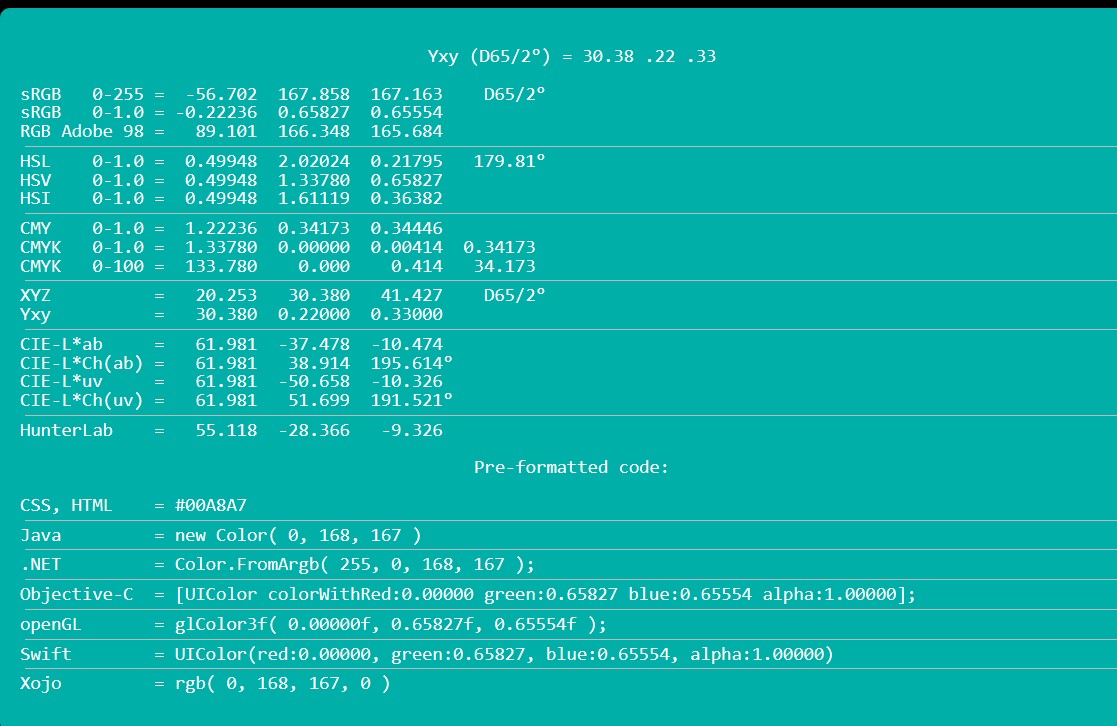 Yxy (D65/2º) = 30.38 .22 .33
sRGB   0-255 =  -56.702  167.858  167.163    D65/2º
sRGB   0-1.0 = -0.22236  0.65827  0.65554
RGB Adobe 98 =   89.101  166.348  165.684
HSL    0-1.0 =  0.49948  2.02024  0.21795   179.81º
HSV    0-1.0 =  0.49948  1.33780  0.65827
HSI    0-1.0 =  0.49948  1.61119  0.36382
CMY    0-1.0 =  1.22236  0.34173  0.34446
CMYK   0-1.0 =  1.33780  0.00000  0.00414  0.34173
CMYK   0-100 =  133.780    0.000    0.414   34.173
XYZ          =   20.253   30.380   41.427    D65/2º
Yxy          =   30.380  0.22000  0.33000
CIE-L*ab     =   61.981  -37.478  -10.474
CIE-L*Ch(ab) =   61.981   38.914  195.614º
CIE-L*uv     =   61.981  -50.658  -10.326
CIE-L*Ch(uv) =   61.981   51.699  191.521º
HunterLab    =   55.118  -28.366   -9.326
Pre-formatted code:
CSS, HTML    = #00A8A7
Java         = new Color( 0, 168, 167 )
.NET         = Color.FromArgb( 255, 0, 168, 167 );
Objective-C  = [UIColor colorWithRed:0.00000 green:0.65827 blue:0.65554 alpha:1.00000];
openGL       = glColor3f( 0.00000f, 0.65827f, 0.65554f );
Swift        = UIColor(red:0.00000, green:0.65827, blue:0.65554, alpha:1.00000)
Xojo         = rgb( 0, 168, 167, 0 )